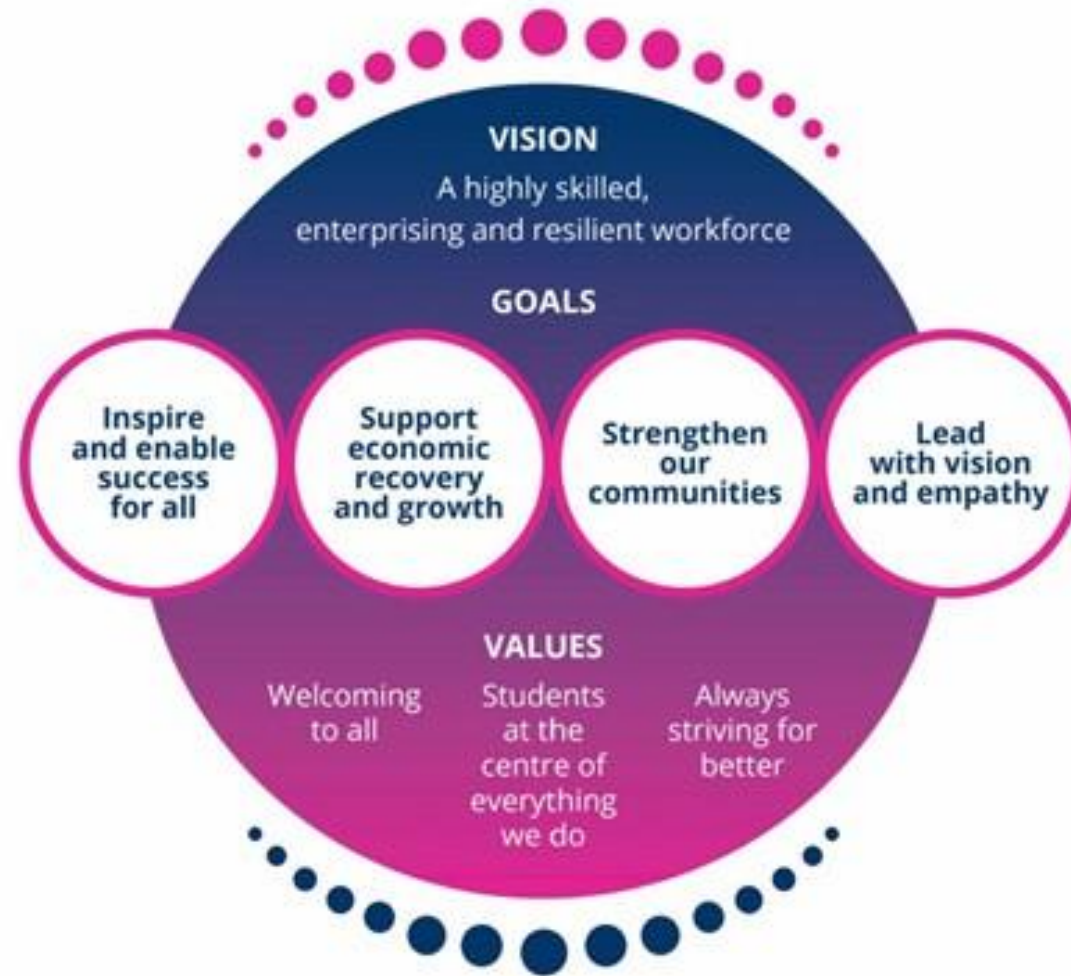 VISION
A highly skilled,
enterprising and resilient workforce
GOALS
Inspire
and enable
success
for all
Support
economic
recovery
and growth
Strengthen
our
communities
Lead
with vision
and empathy
VALUES
Welcoming
to all
Students
at the
centre of
everything
we do
Always
striving for
better